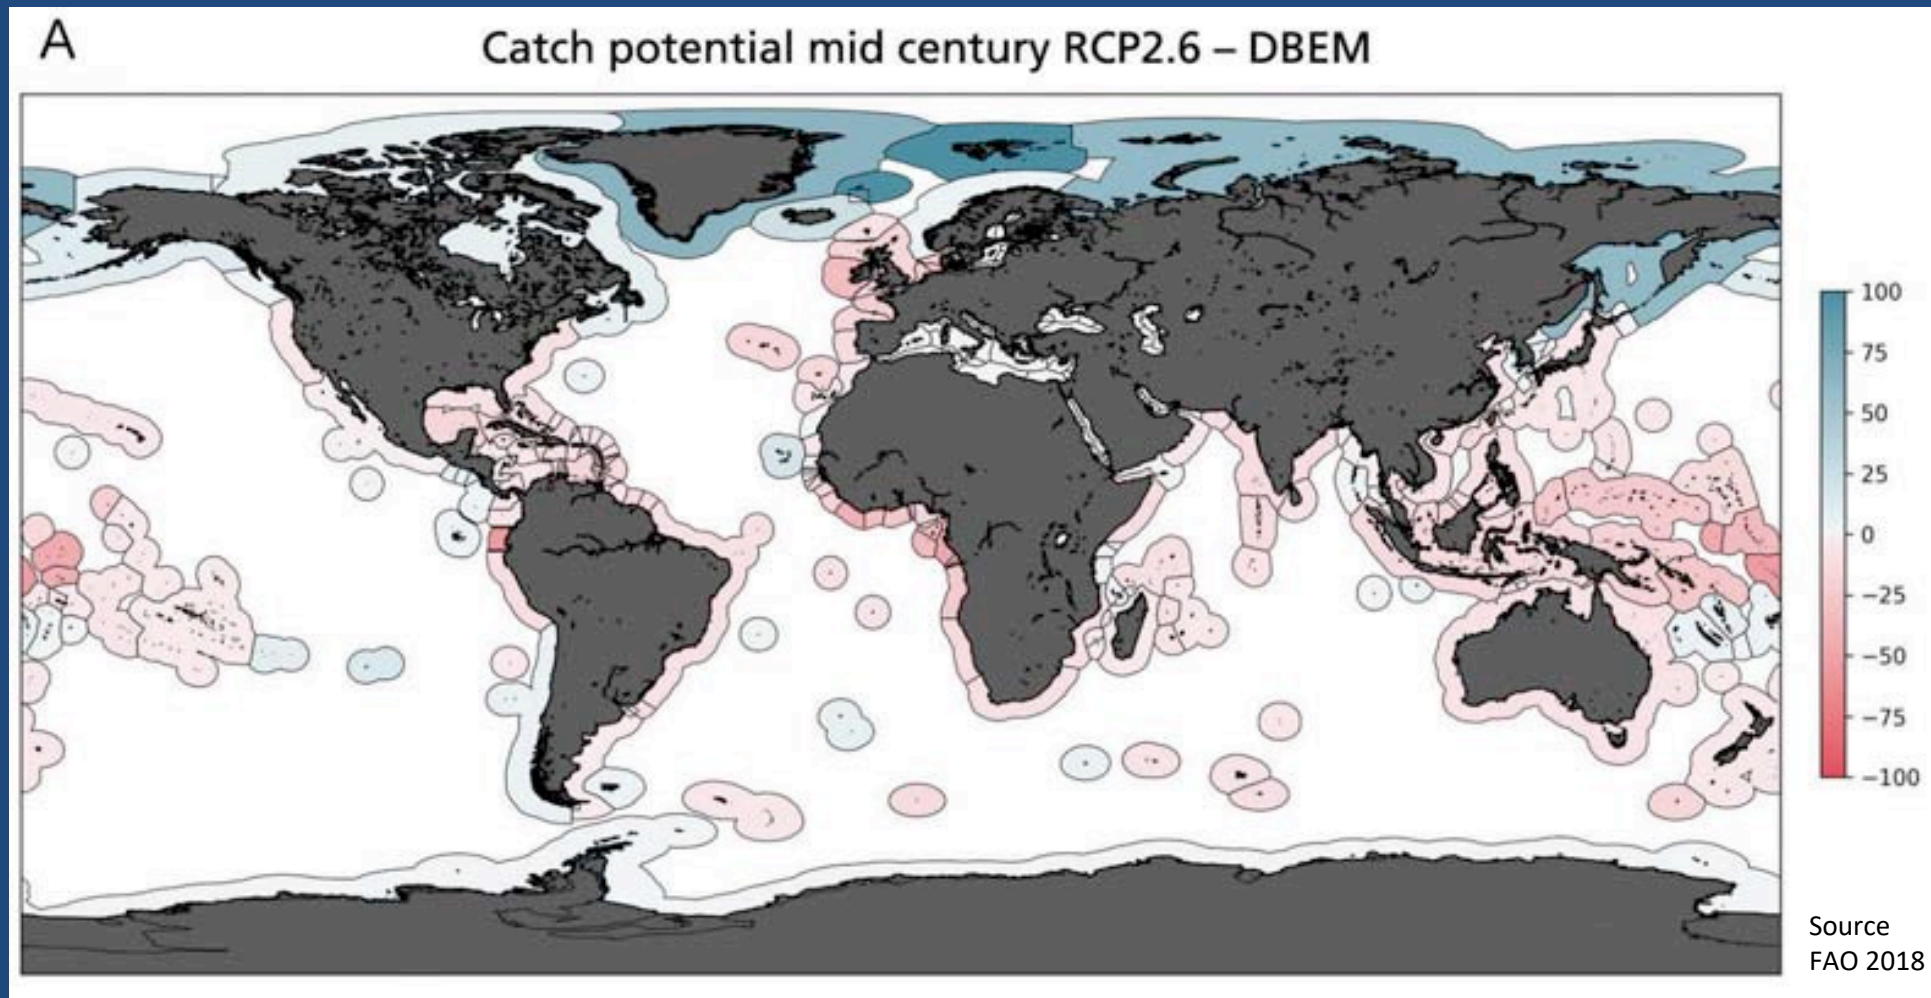 A
Catch potential mid century RCP2.6 – DBEM
100
75
50
25
0
−25
−50
−75
−100
Source
FAO 2018